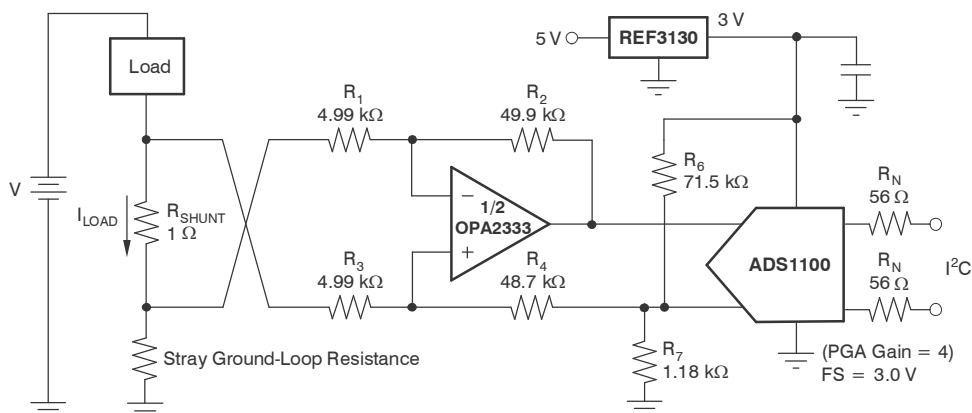 5 V
REF3130
3 V
Load
R1
4.99 kΩ
R2
49.9 kΩ
R6
71.5 kΩ
V
ILOAD
RSHUNT
1 Ω
−
1/2
OPA2333
+
RN
56 Ω
ADS1100
RN
56 Ω
I²C
R3
4.99 kΩ
R4
48.7 kΩ
Stray Ground-Loop Resistance
R7
1.18 kΩ
(PGA Gain = 4)
FS = 3.0 V